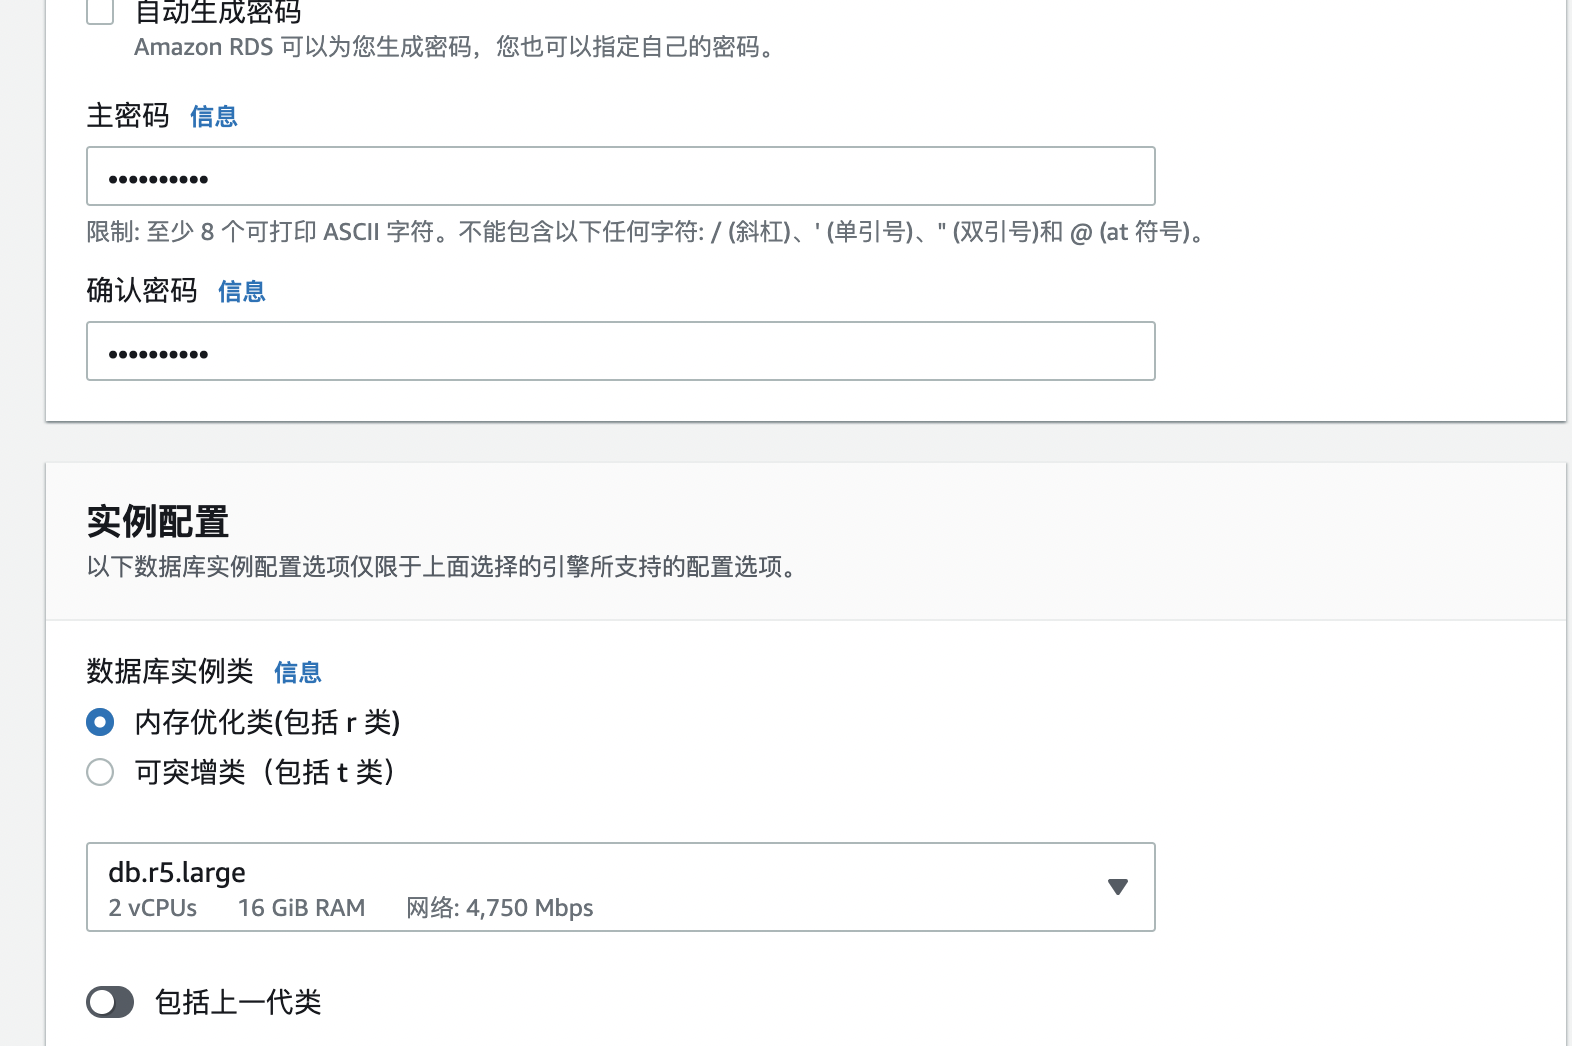 自动生成密码
Amazon RDS 可以为您生成密码，您也可以指定自己的密码。
主密码 信息
••••••••••
限制: 至少 8 个可打印 ASCII 字符。不能包含以下任何字符: / (斜杠)、' (单引号)、" (双引号)和 @ (at 符号)。
确认密码 信息
••••••••••
实例配置
以下数据库实例配置选项仅限于上面选择的引擎所支持的配置选项。
数据库实例类 信息
内存优化类(包括 r 类)
可突增类（包括 t 类）
db.r5.large
2 vCPUs 16 GiB RAM 网络: 4,750 Mbps
包括上一代类